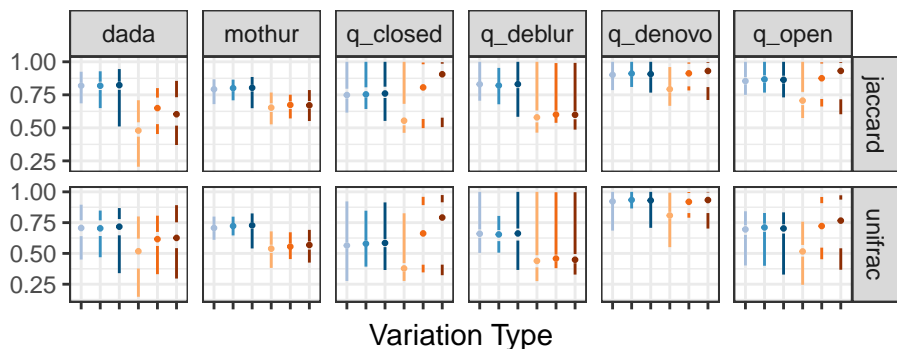 dada mothur q_closed q_deblur q_denovo q_open
1.00
0.75
0.50
0.25
jaccard
1.00
0.75
0.50
0.25
unifrac
Variation Type